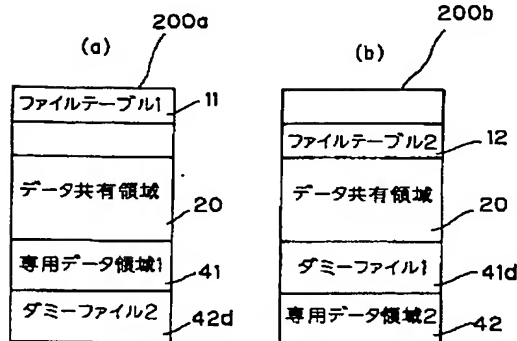 200a
(a)
ファイルテーブル1
11
データ共有領域
20
専用データ領域1
41
ダミーファイル2
42d
200b
(b)
ファイルテーブル2
12
データ共有領域
20
ダミーファイル1
41d
専用データ領域2
42